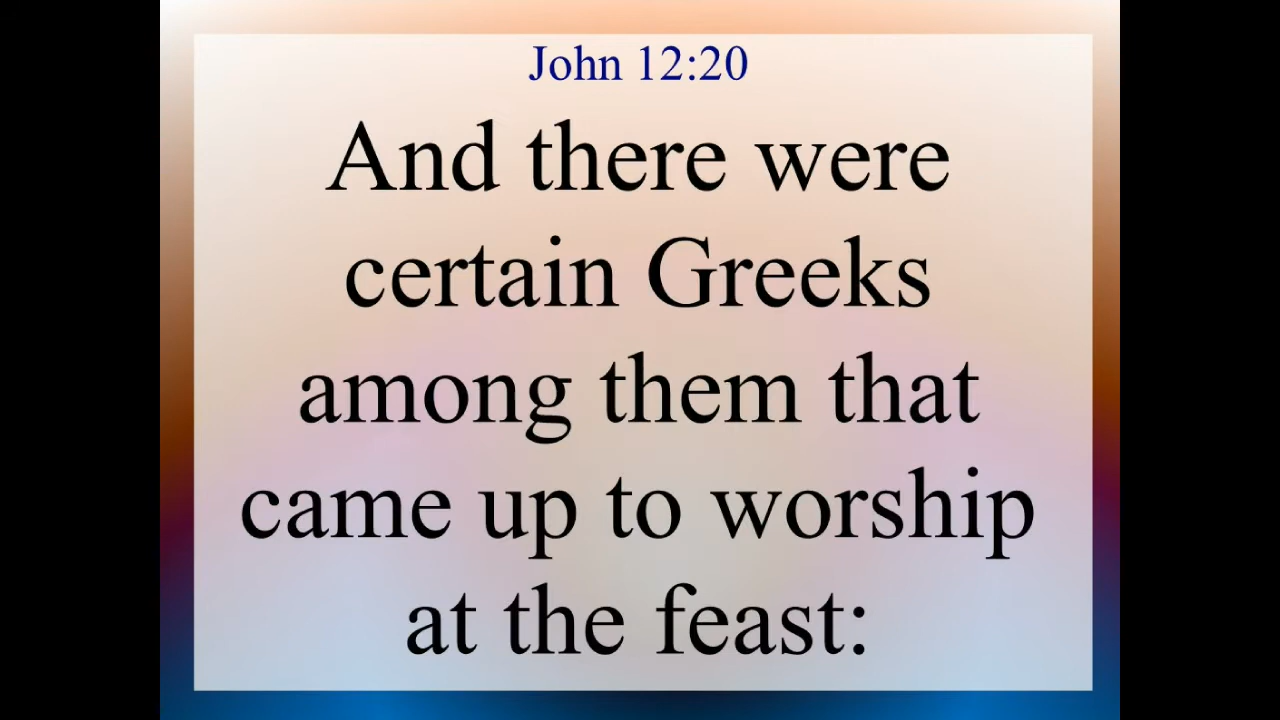 John 12:20
And there were
certain Greeks
among them that
came up to worship
at the feast: